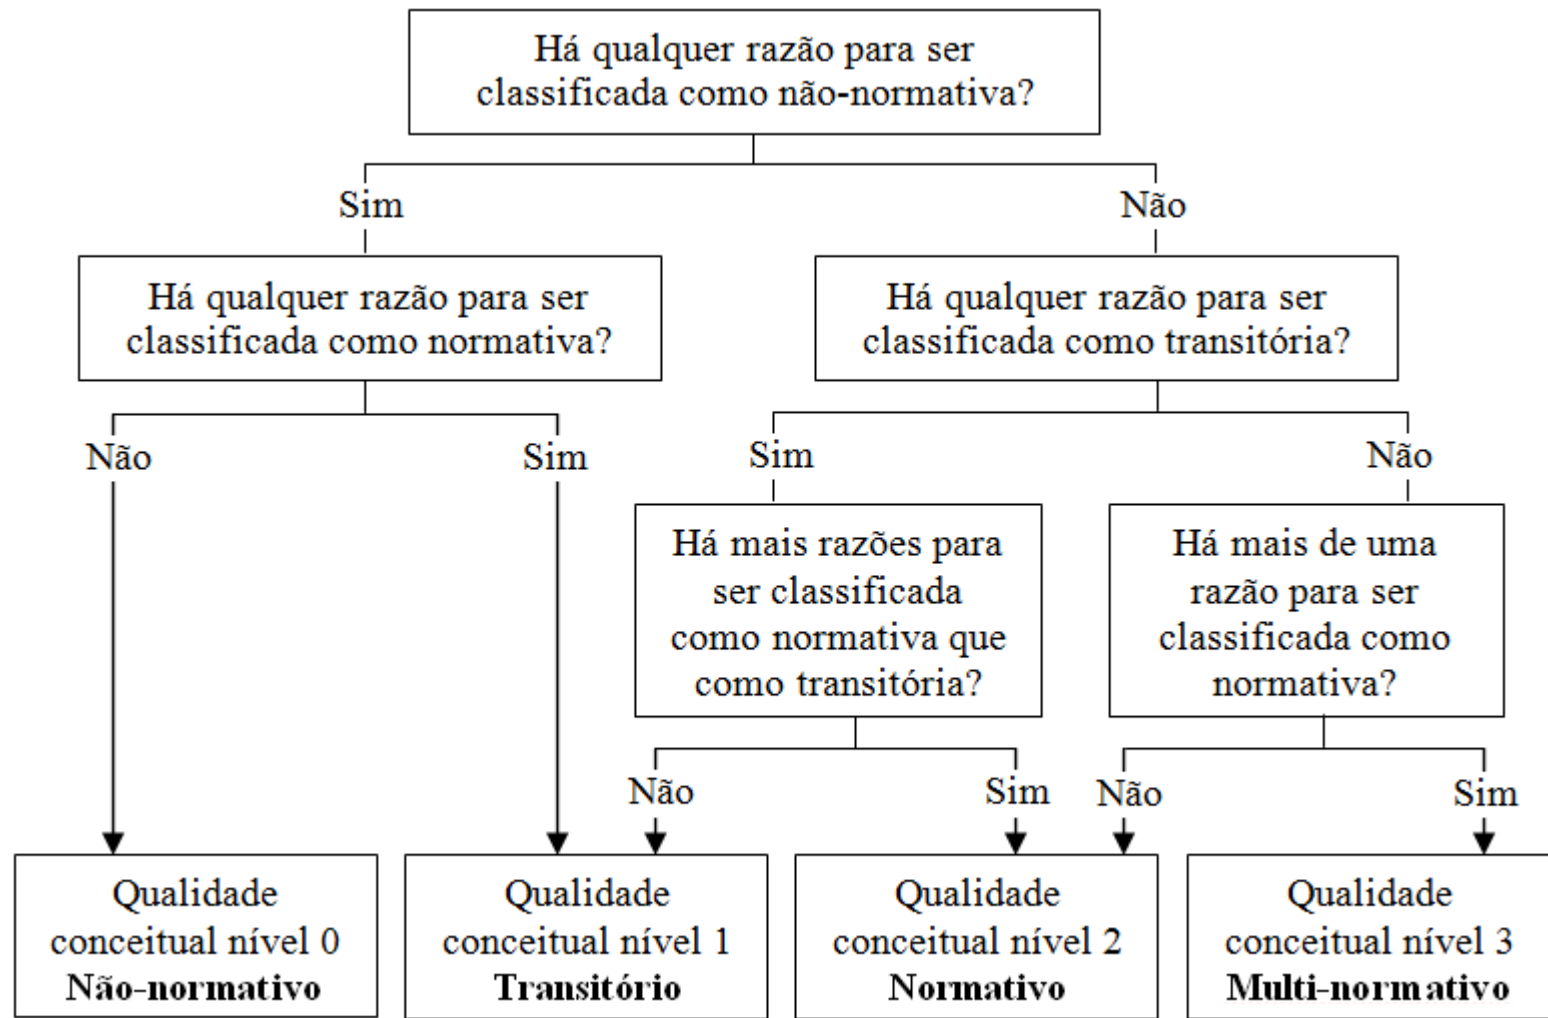 Há qualquer razão para ser
classificada como não-normativa?
Sim
Não
Há qualquer razão para ser
classificada como normativa?
Há qualquer razão para ser
classificada como transitória?
Não
Sim
Sim
Não
Há mais razões para
ser classificada
como normativa que
como transitória?
Há mais de uma
razão para ser
classificada como
normativa?
Não
Sim
Não
Sim
Qualidade
conceitual nível 0
Não-normativo
Qualidade
conceitual nível 1
Transitório
Qualidade
conceitual nível 2
Normativo
Qualidade
conceitual nível 3
Multi-normativo